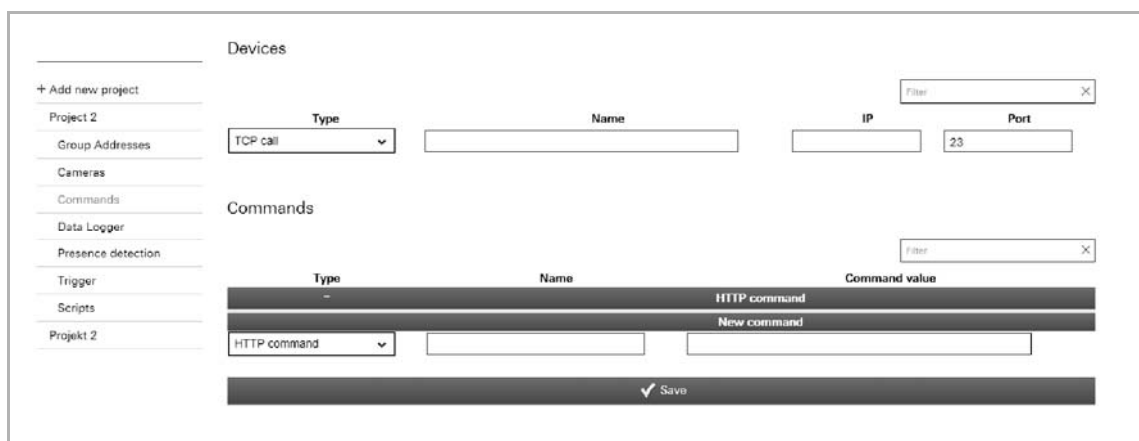 Devices
+ Add new project
Filter ×
Project 2
Type Name IP Port
Group Addresses
TCP call 23
Cameras
Commands
Commands
Data Logger
Presence detection
Filter ×
Trigger
Type Name Command value
– HTTP command
Scripts
New command
Projekt 2
HTTP command
✓ Save